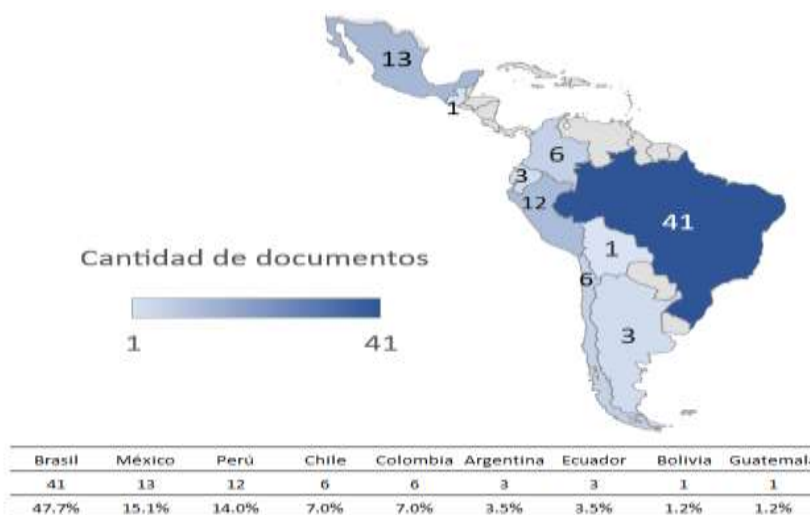 13
1
6
3
12
41
1
6
3
Cantidad de documentos
1 41
Brasil México Perú Chile Colombia Argentina Ecuador Bolivia Guatemala
41 13 12 6 6 3 3 1 1
47.7% 15.1% 14.0% 7.0% 7.0% 3.5% 3.5% 1.2% 1.2%